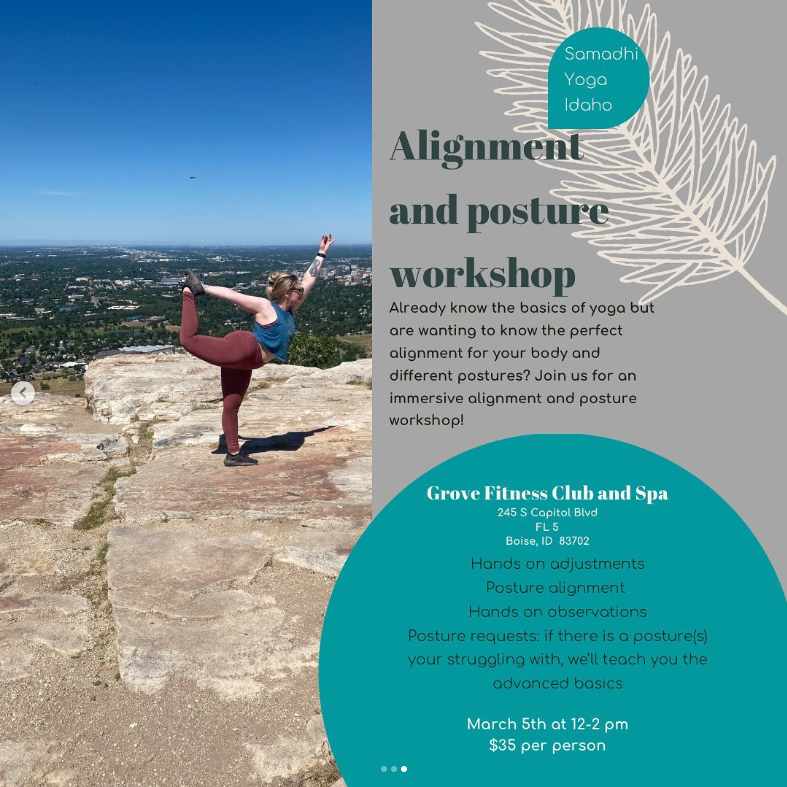 Samadhi
Yoga
Idaho
Alignment
and posture
workshop
Already know the basics of yoga but
are wanting to know the perfect
alignment for your body and
different postures? Join us for an
immersive alignment and posture
workshop!
Grove Fitness Club and Spa
245 S Capitol Blvd
FL 5
Boise, ID 83702
Hands on adjustments
Posture alignment
Hands on observations
Posture requests: if there is a posture(s)
your struggling with, we'll teach you the
advanced basics
March 5th at 12-2 pm
$35 per person